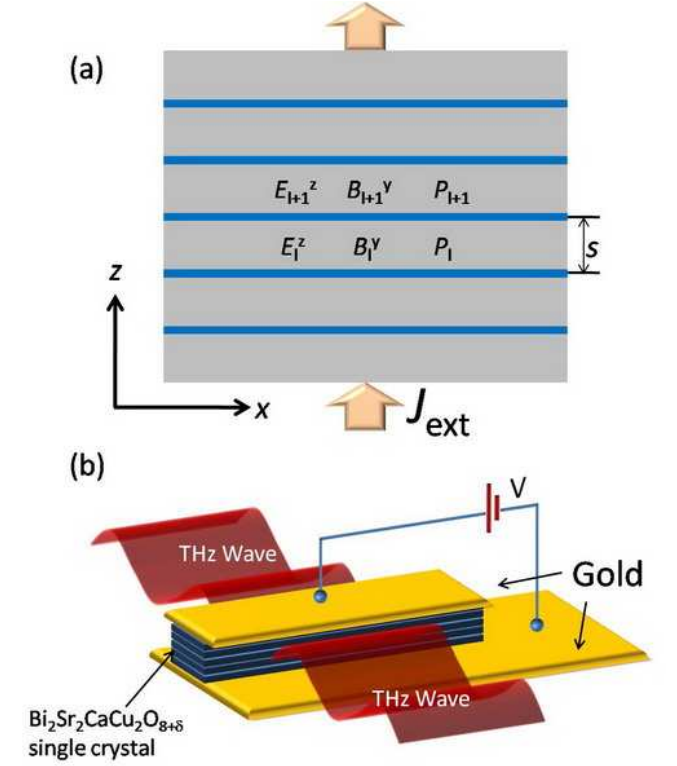 (a)
E_{l+1}^z B_{l+1}^y P_{l+1}
E_l^z B_l^y P_l
s
z
x
J_ext
(b)
V
THz Wave
Gold
THz Wave
Bi₂Sr₂CaCu₂O₈₊δ
single crystal